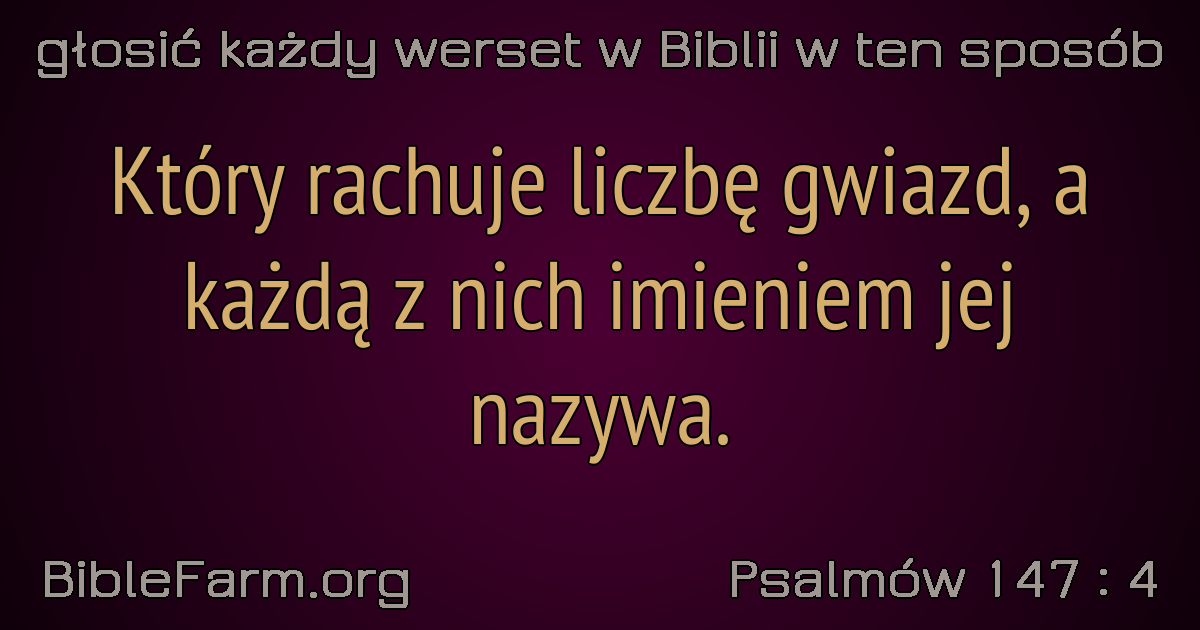 głosić każdy werset w Biblii w ten sposób
Który rachuje liczbę gwiazd, a
każdą z nich imieniem jej
nazywa.
BibleFarm.org
Psalmów 147 : 4